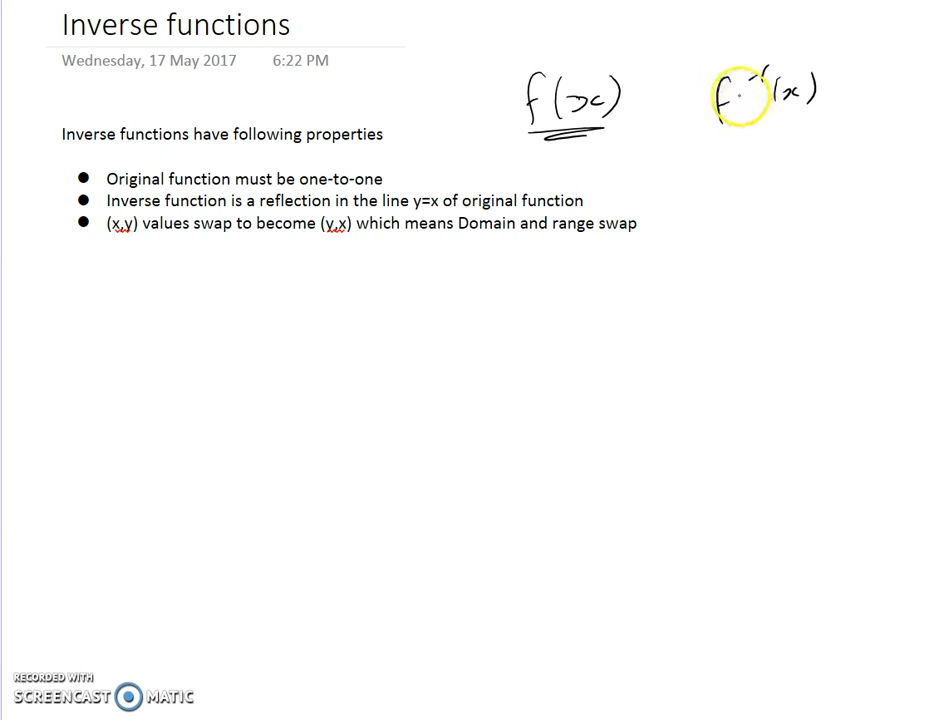 Inverse functions
Wednesday, 17 May 2017 6:22 PM
f(x) f⁻¹(x)
Inverse functions have following properties
● Original function must be one-to-one
● Inverse function is a reflection in the line y=x of original function
● (x,y) values swap to become (y,x) which means Domain and range swap
RECORDED WITH
SCREENCAST MATIC